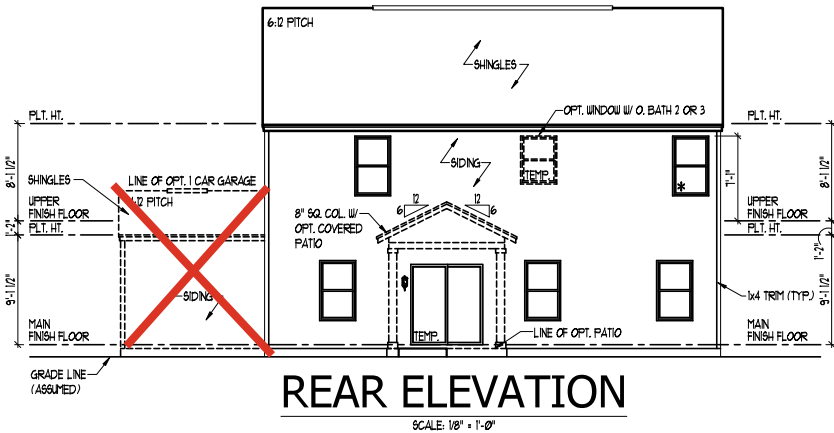 6:12 PITCH
SHINGLES
PLT. HT.
OPT. WINDOW W/ O. BATH 2 OR 3
PLT. HT.
8'-1 1/2"
SIDING
TEMP.
*
7'-1"
8'-1 1/2"
SHINGLES
LINE OF OPT. 1 CAR GARAGE
:12 PITCH
UPPER
FINISH FLOOR
PLT. HT.
1'-2"
8" SQ. COL. W/
OPT. COVERED
PATIO
12
6
12
6
UPPER
FINISH FLOOR
PLT. HT.
1'-2"
9'-1 1/2"
SIDING
1x4 TRIM (TYP.)
9'-1 1/2"
MAIN
FINISH FLOOR
TEMP.
LINE OF OPT. PATIO
MAIN
FINISH FLOOR
GRADE LINE
(ASSUMED)
REAR ELEVATION
SCALE: 1/8" = 1'-0"